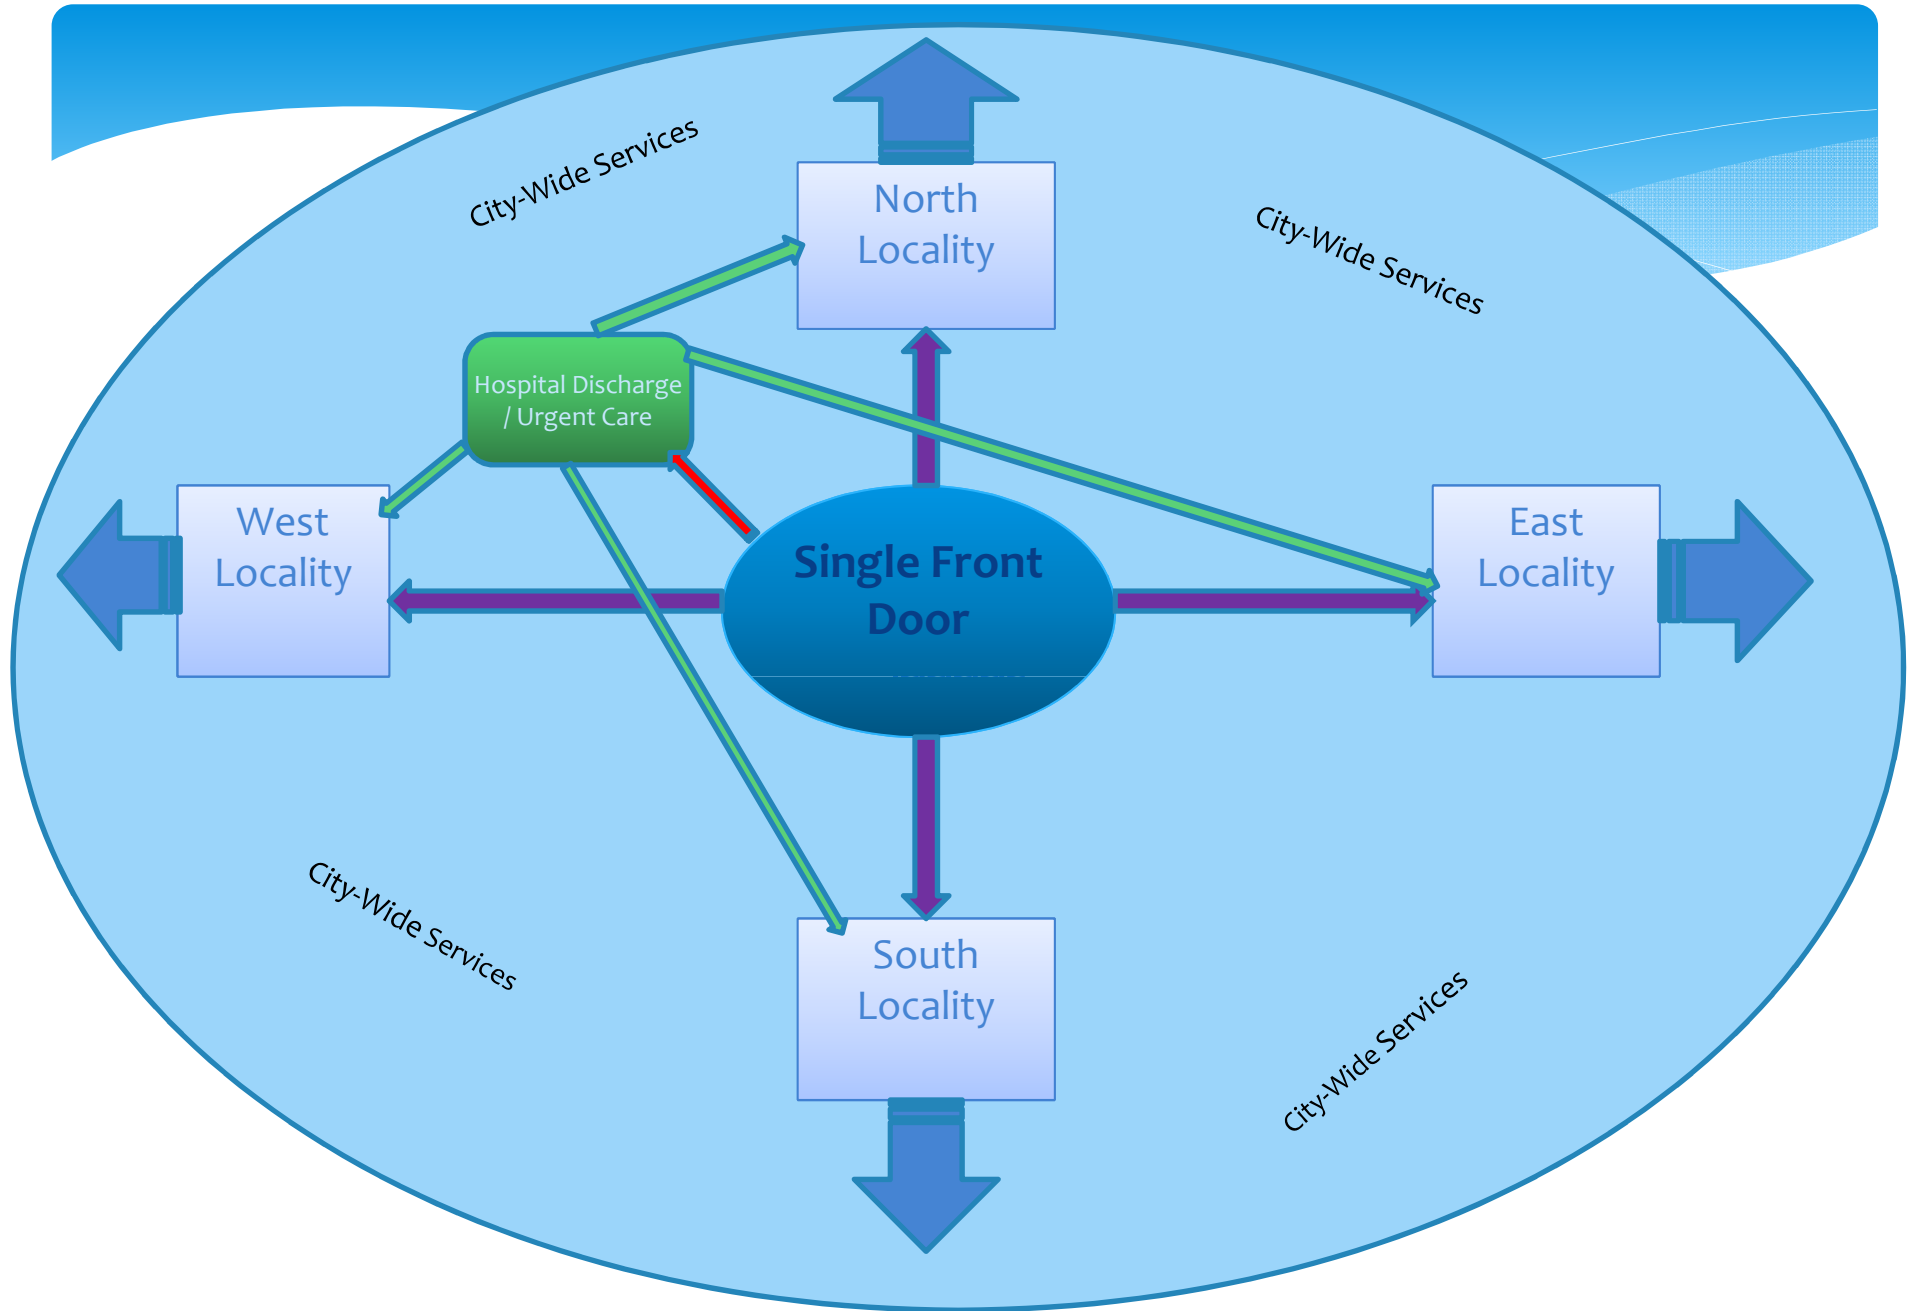 City-Wide Services
North
Locality
City-Wide Services
Hospital Discharge
/ Urgent Care
West
Locality
Single Front
Door
East
Locality
City-Wide Services
South
Locality
City-Wide Services